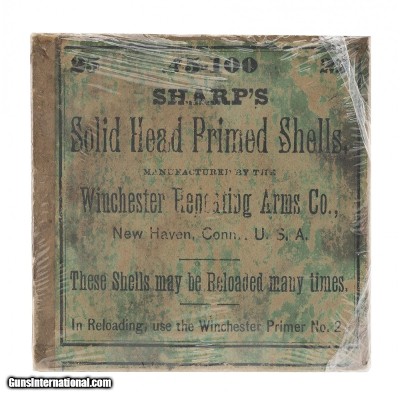 25 45-100 25
SHARP'S
Solid Head Primed Shells,
MANUFACTURED BY THE
Winchester Repeating Arms Co.,
New Haven, Conn., U. S. A.
These Shells may be Reloaded many times.
In Reloading, use the Winchester Primer No. 2
GunsInternational.com